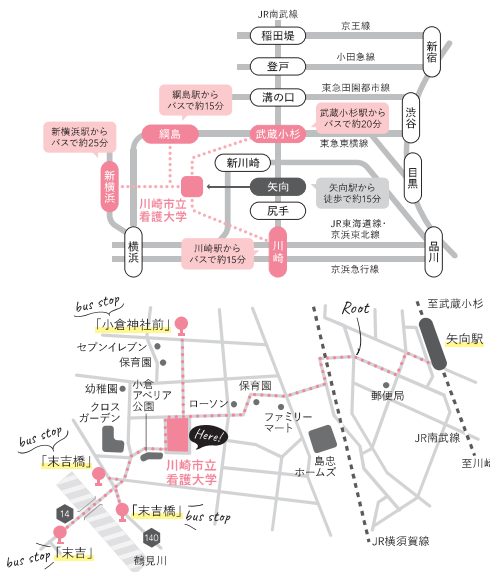 JR南武線
稲田堤
京王線
新宿
登戸
小田急線
溝の口
東急田園都市線
渋谷
綱島駅から
バスで約15分
武蔵小杉駅から
バスで約20分
新横浜駅から
バスで約25分
綱島
武蔵小杉
東急東横線
新川崎
目黒
新横浜
矢向
矢向駅から
徒歩で約15分
川崎市立
看護大学
尻手
横浜
川崎
JR東海道線・
京浜東北線
品川
川崎駅から
バスで約15分
京浜急行線
bus stop
「小倉神社前」
Root
至武蔵小杉
矢向駅
セブンイレブン
保育園
幼稚園
小倉
アベリア
公園
ローソン
保育園
郵便局
クロス
ガーデン
ファミリー
マート
Here!
JR南武線
bus stop
「末吉橋」
川崎市立
看護大学
島忠
ホームズ
至川崎
14
「末吉橋」
bus stop
140
bus stop
「末吉」
鶴見川
JR横須賀線